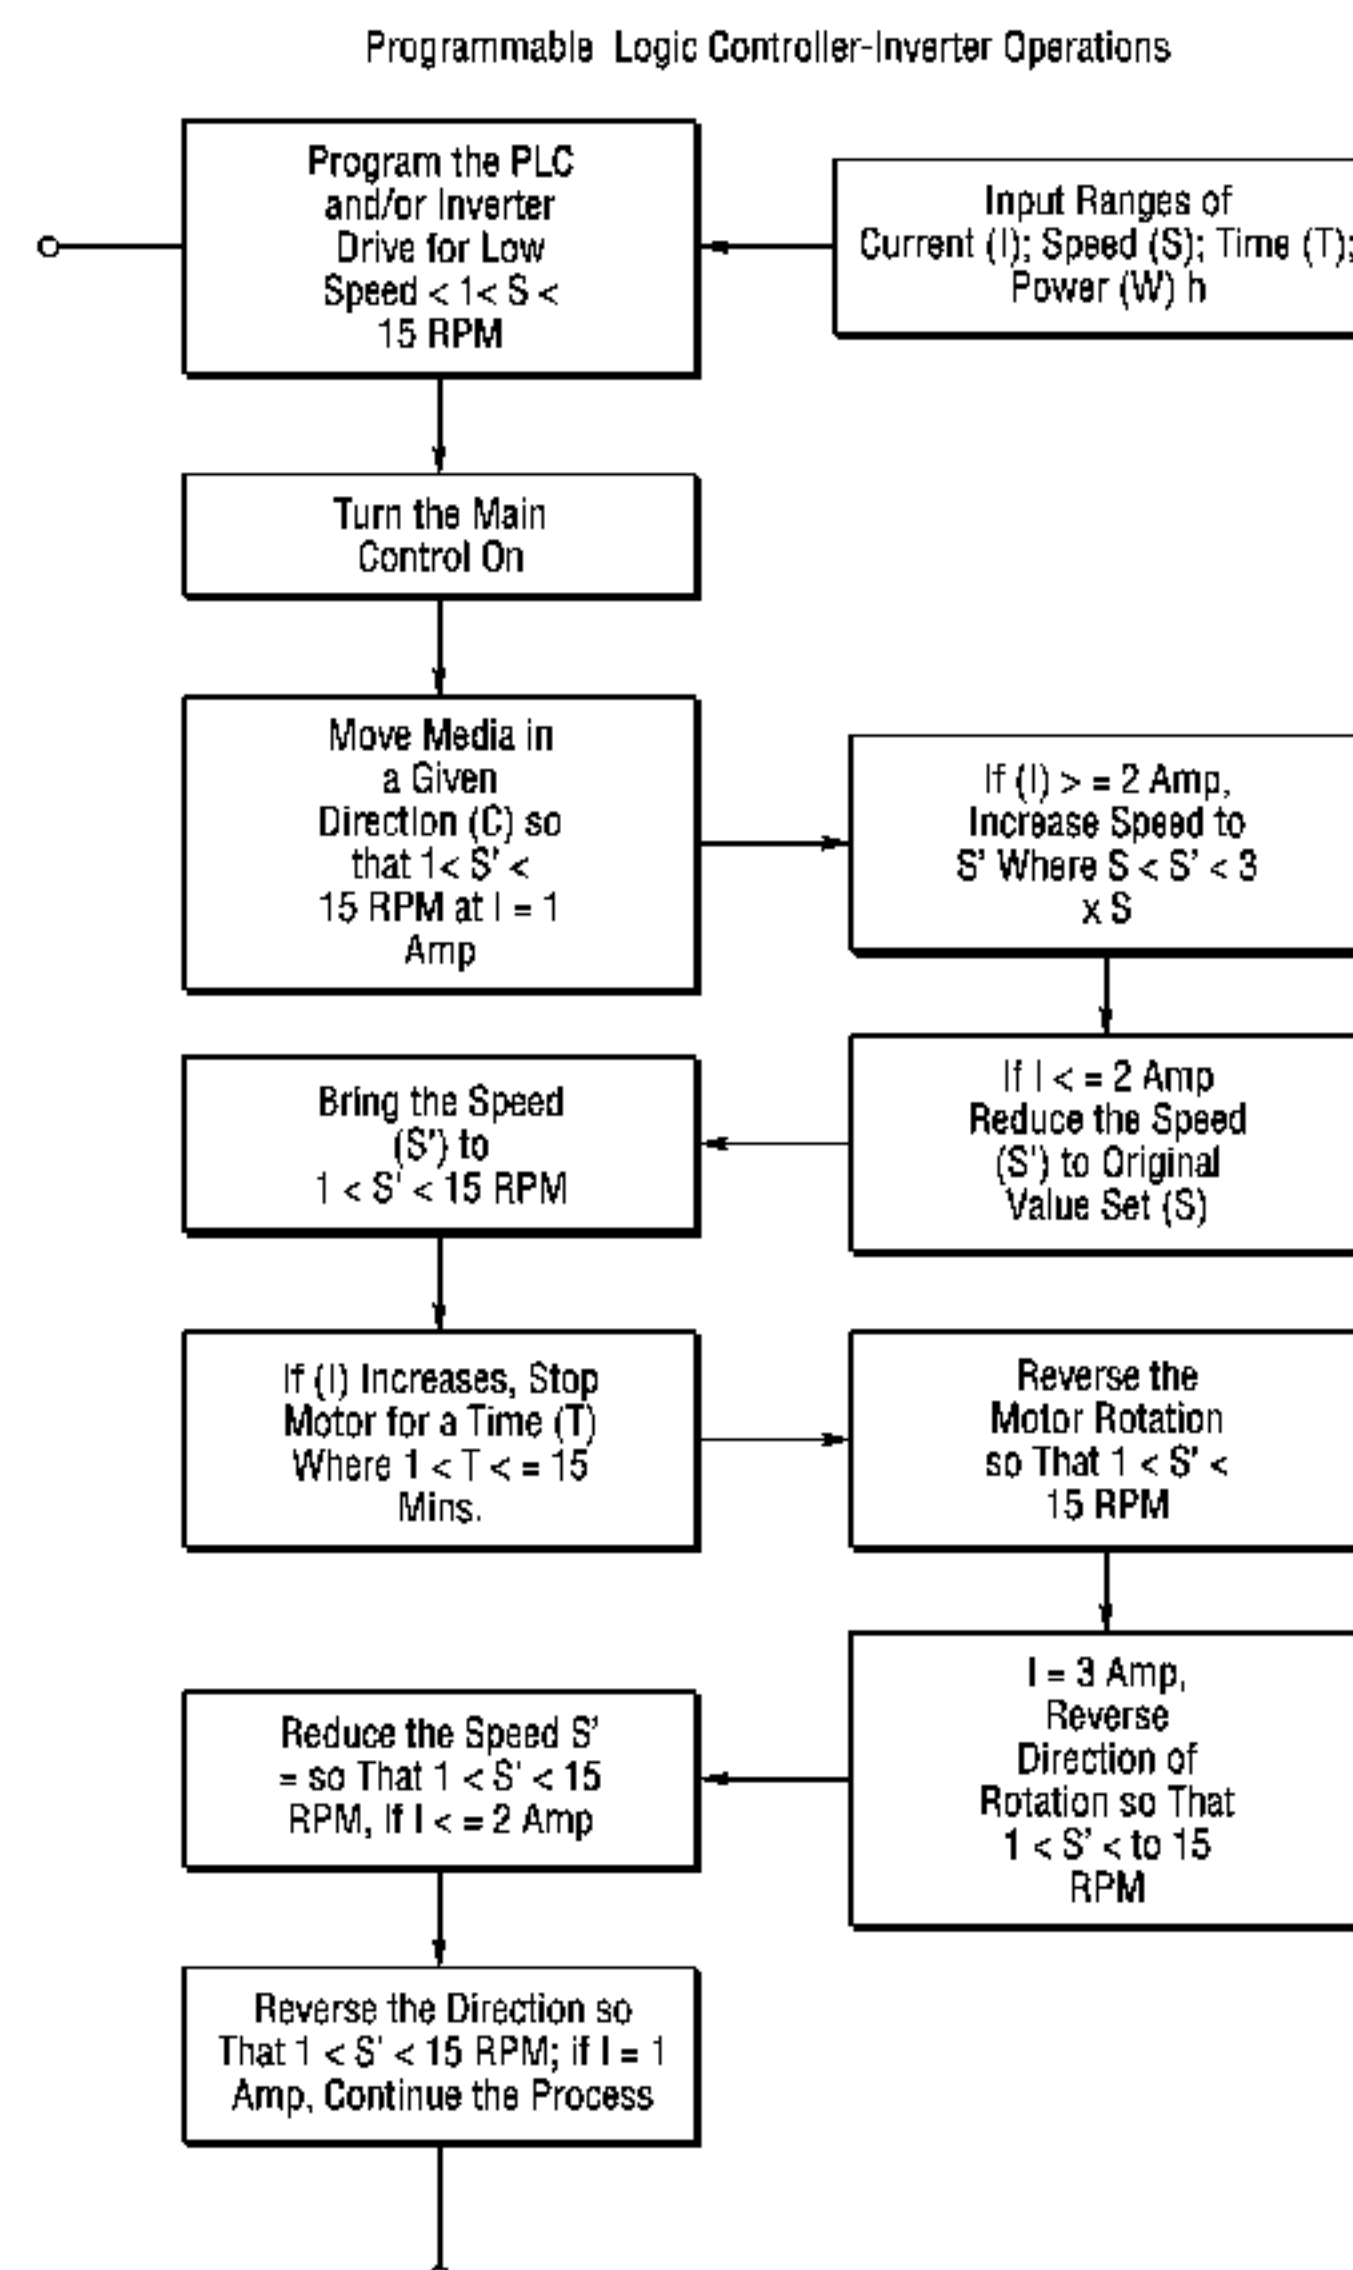 Programmable Logic Controller-Inverter Operations
Program the PLC
and/or Inverter
Drive for Low
Speed < 1< S <
15 RPM
Input Ranges of
Current (I); Speed (S); Time (T);
Power (W) h
Turn the Main
Control On
Move Media in
a Given
Direction (C) so
that 1< S' <
15 RPM at I = 1
Amp
If (I) > = 2 Amp,
Increase Speed to
S' Where S < S' < 3
x S
If I < = 2 Amp
Reduce the Speed
(S') to Original
Value Set (S)
Bring the Speed
(S') to
1 < S' < 15 RPM
If (I) Increases, Stop
Motor for a Time (T)
Where 1 < T < = 15
Mins.
Reverse the
Motor Rotation
so That 1 < S' <
15 RPM
I = 3 Amp,
Reverse
Direction of
Rotation so That
1 < S' < to 15
RPM
Reduce the Speed S'
= so That 1 < S' < 15
RPM, If I < = 2 Amp
Reverse the Direction so
That 1 < S' < 15 RPM; if I = 1
Amp, Continue the Process